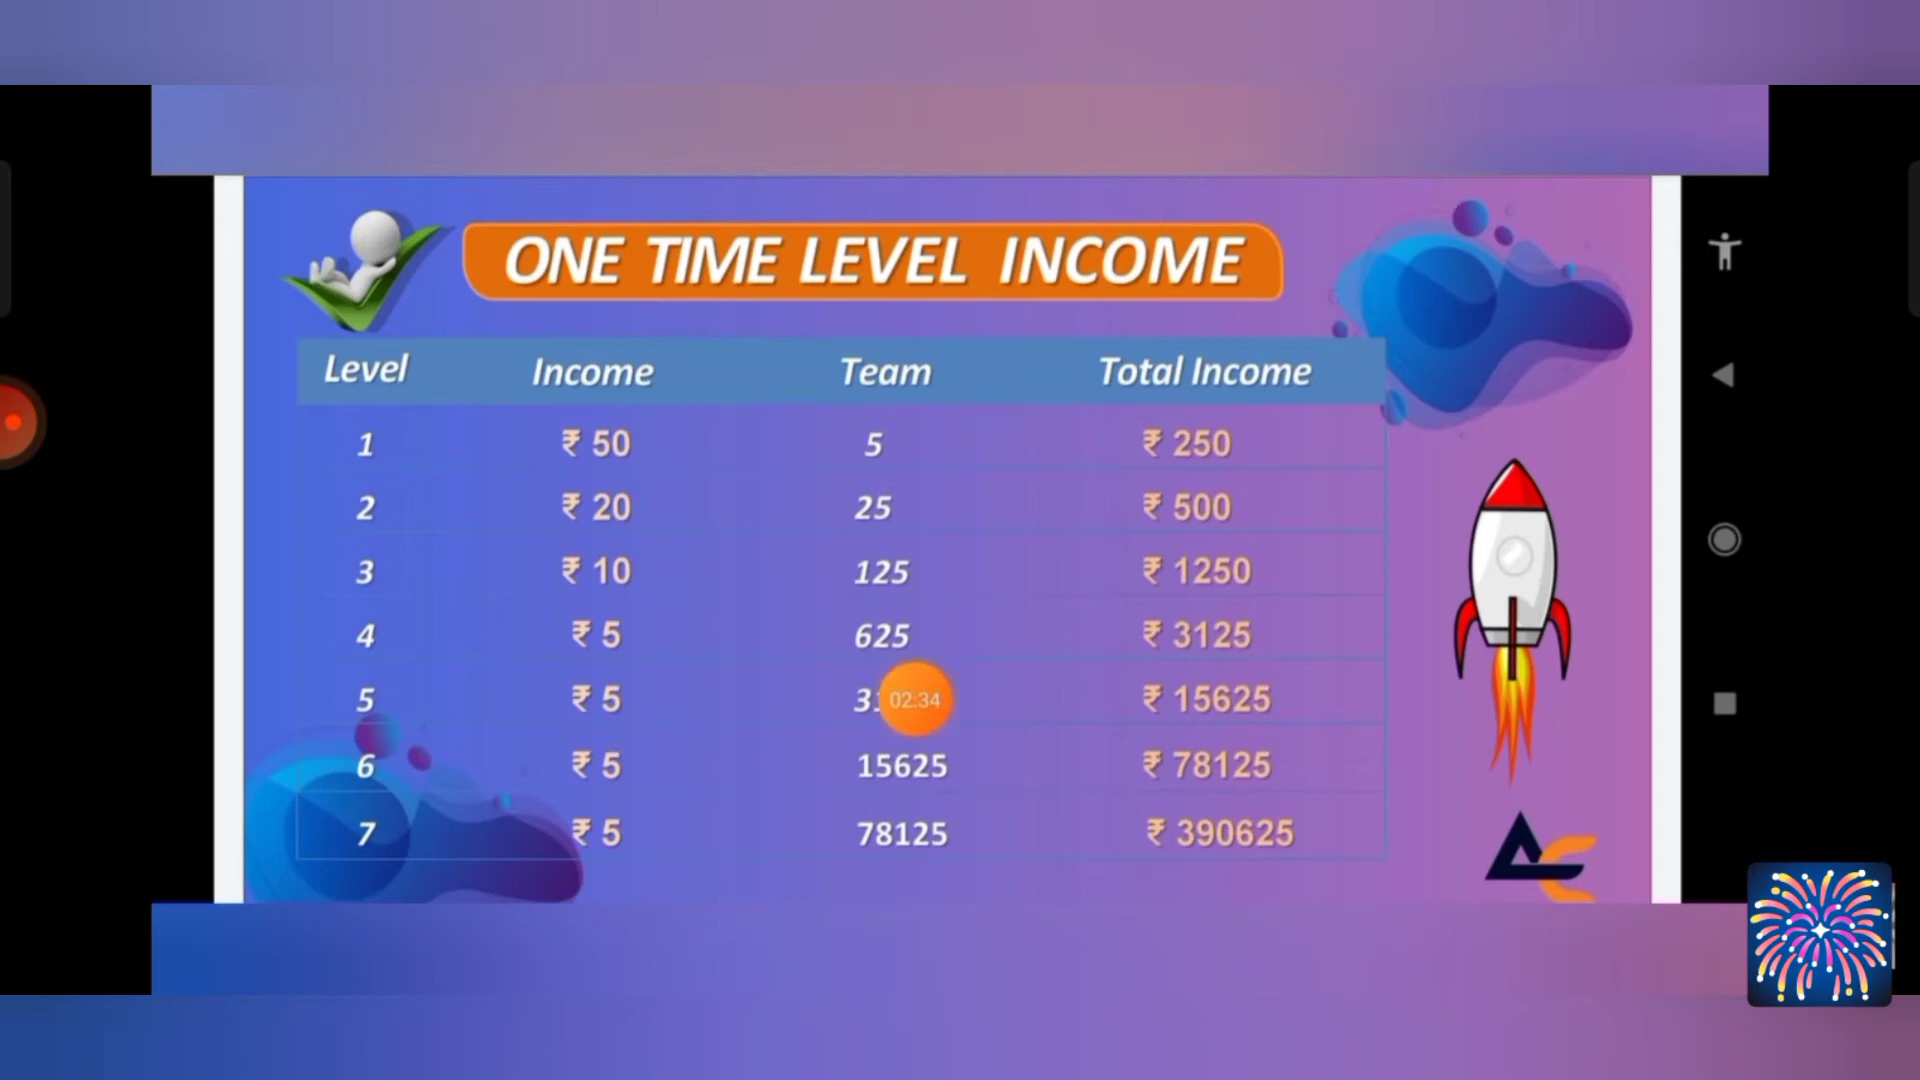 ONE TIME LEVEL INCOME
Level Income Team Total Income
1 ₹ 50 5 ₹ 250
2 ₹ 20 25 ₹ 500
3 ₹ 10 125 ₹ 1250
4 ₹ 5 625 ₹ 3125
5 ₹ 5 02:34 ₹ 15625
6 ₹ 5 15625 ₹ 78125
7 ₹ 5 78125 ₹ 390625
AC